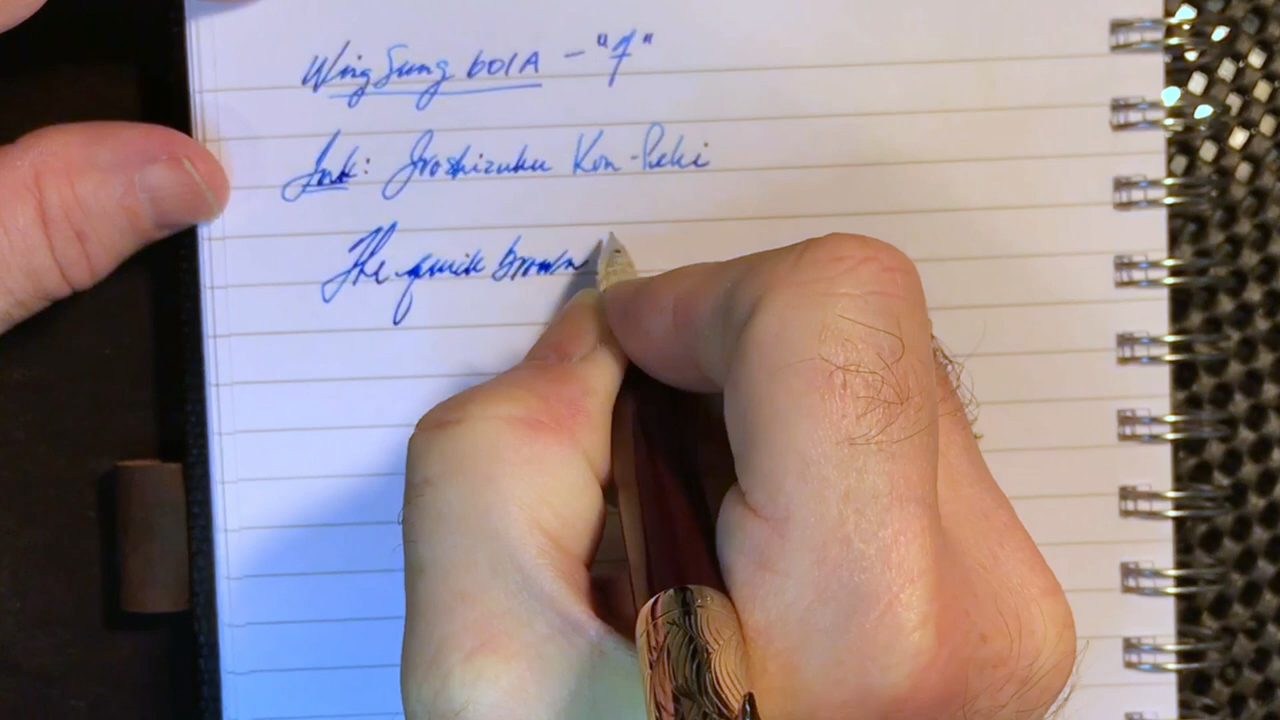 Wing Sung 601A - "f"
Ink: Iroshizuku Kon-Peki
The quick brown